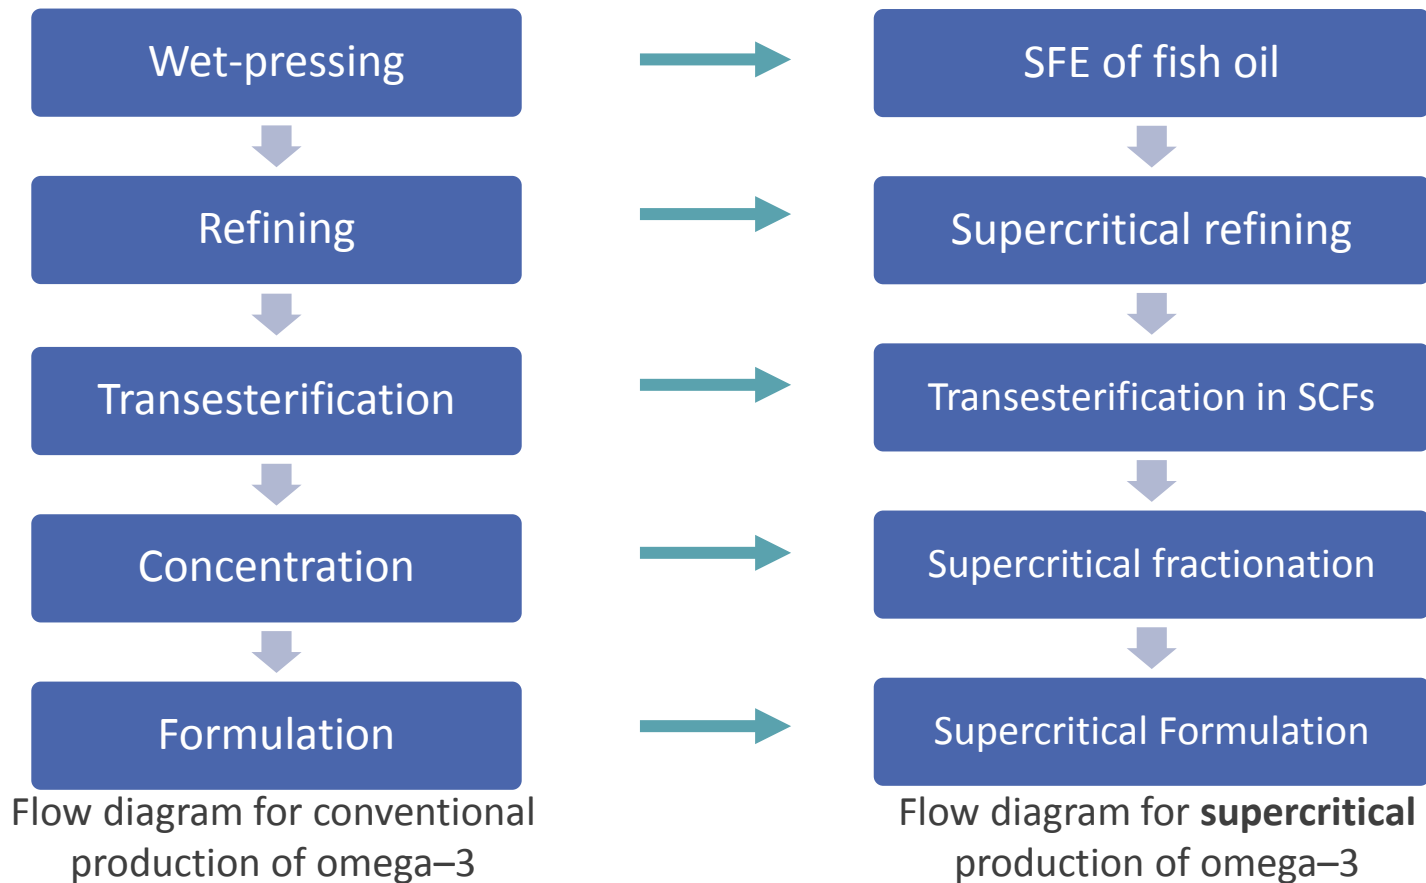 Wet-pressing
SFE of fish oil
Refining
Supercritical refining
Transesterification
Transesterification in SCFs
Concentration
Supercritical fractionation
Formulation
Supercritical Formulation
Flow diagram for conventional
production of omega–3
Flow diagram for supercritical
production of omega–3